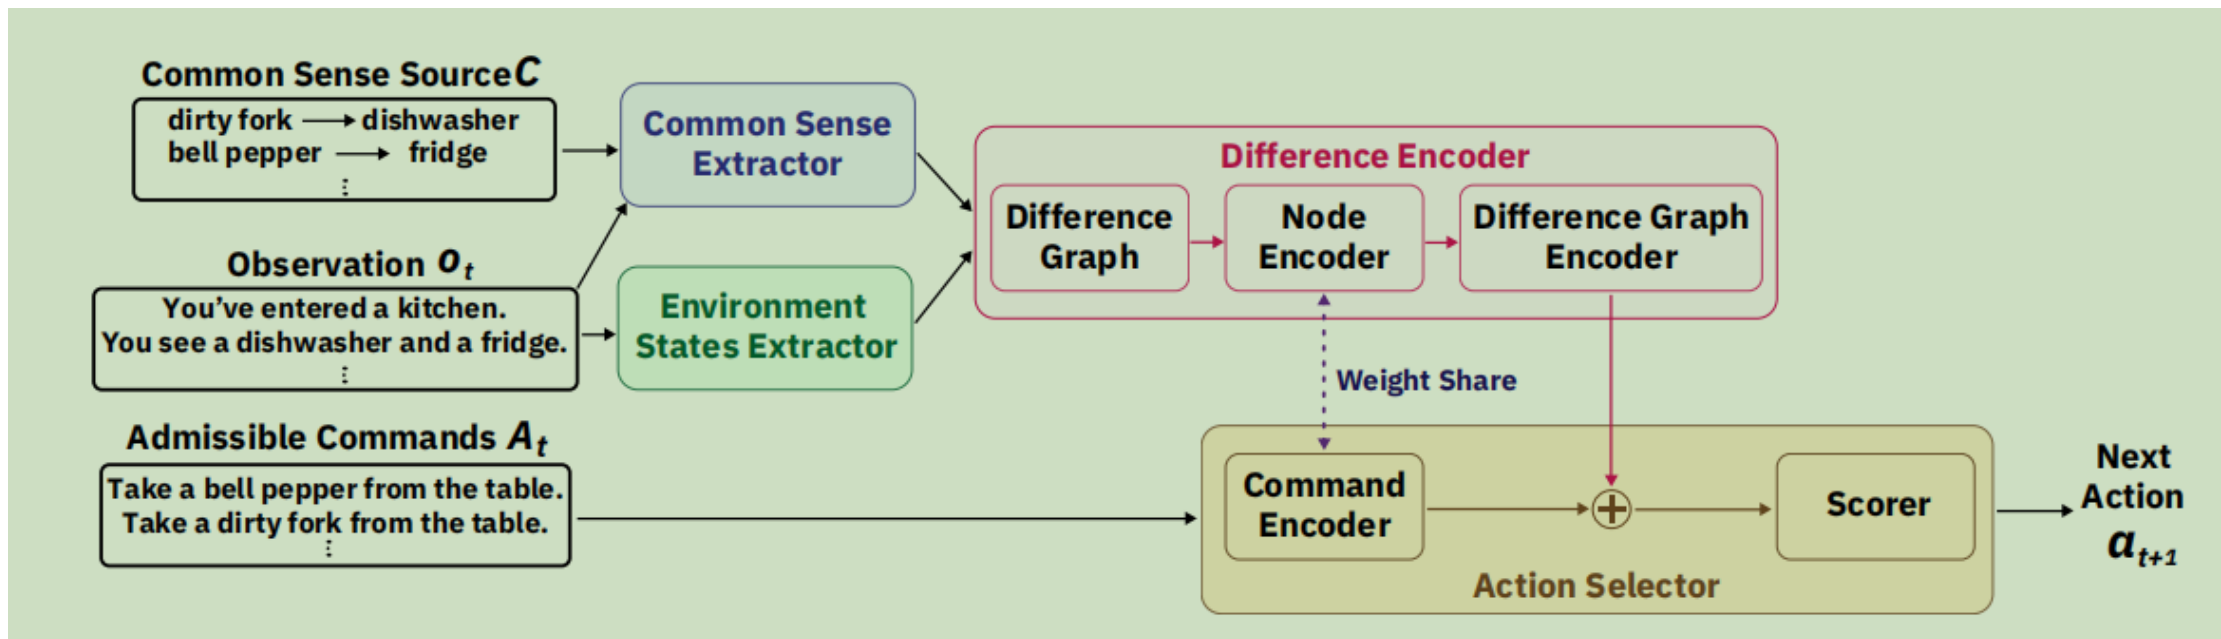 Common Sense Source C
dirty fork → dishwasher
bell pepper → fridge
⋮
Observation o_t
You've entered a kitchen.
You see a dishwasher and a fridge.
⋮
Admissible Commands A_t
Take a bell pepper from the table.
Take a dirty fork from the table.
⋮
Common Sense
Extractor
Environment
States Extractor
Difference Encoder
Difference
Graph
Node
Encoder
Difference Graph
Encoder
Weight Share
Command
Encoder
+
Scorer
Action Selector
Next
Action
a_{t+1}